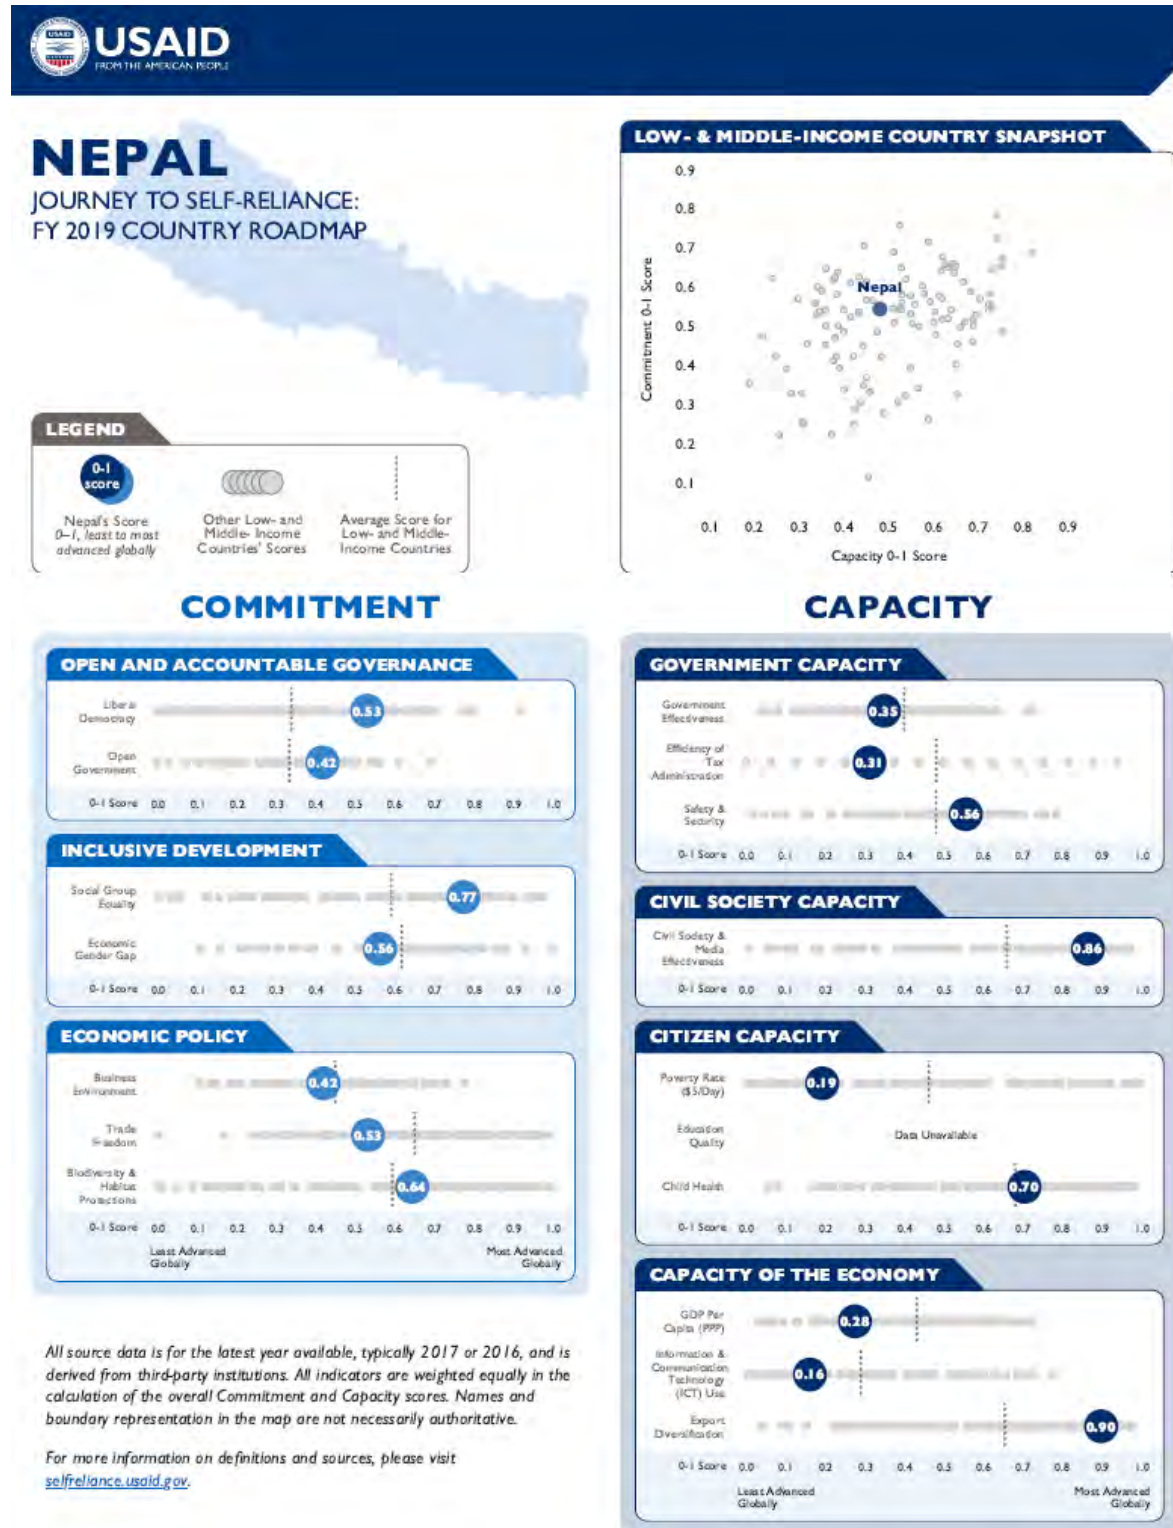 USAID
USAID
FROM THE AMERICAN PEOPLE
NEPAL
JOURNEY TO SELF-RELIANCE:
FY 2019 COUNTRY ROADMAP
LEGEND
0-1
score
Nepal's Score
0–1, least to most
advanced globally
Other Low- and
Middle- Income
Countries' Scores
Average Score for
Low- and Middle-
Income Countries
LOW- & MIDDLE-INCOME COUNTRY SNAPSHOT
Commitment 0-1 Score
0.9
0.8
0.7
0.6
0.5
0.4
0.3
0.2
0.1
Nepal
0.1 0.2 0.3 0.4 0.5 0.6 0.7 0.8 0.9
Capacity 0-1 Score
COMMITMENT
OPEN AND ACCOUNTABLE GOVERNANCE
Liberal
Democracy
0.53
Open
Government
0.42
0-1 Score 0.0 0.1 0.2 0.3 0.4 0.5 0.6 0.7 0.8 0.9 1.0
INCLUSIVE DEVELOPMENT
Social Group
Equality
0.77
Economic
Gender Gap
0.56
0-1 Score 0.0 0.1 0.2 0.3 0.4 0.5 0.6 0.7 0.8 0.9 1.0
ECONOMIC POLICY
Business
Environment
0.42
Trade
Freedom
0.53
Biodiversity &
Habitat
Protections
0.64
0-1 Score 0.0 0.1 0.2 0.3 0.4 0.5 0.6 0.7 0.8 0.9 1.0
Least Advanced
Globally
Most Advanced
Globally
All source data is for the latest year available, typically 2017 or 2016, and is
derived from third-party institutions. All indicators are weighted equally in the
calculation of the overall Commitment and Capacity scores. Names and
boundary representation in the map are not necessarily authoritative.
For more information on definitions and sources, please visit
selfreliance.usaid.gov.
CAPACITY
GOVERNMENT CAPACITY
Government
Effectiveness
0.35
Efficiency of
Tax
Administration
0.31
Safety &
Security
0.56
0-1 Score 0.0 0.1 0.2 0.3 0.4 0.5 0.6 0.7 0.8 0.9 1.0
CIVIL SOCIETY CAPACITY
Civil Society &
Media
Effectiveness
0.86
0-1 Score 0.0 0.1 0.2 0.3 0.4 0.5 0.6 0.7 0.8 0.9 1.0
CITIZEN CAPACITY
Poverty Rate
($5/Day)
0.19
Education
Quality
Data Unavailable
Child Health
0.70
0-1 Score 0.0 0.1 0.2 0.3 0.4 0.5 0.6 0.7 0.8 0.9 1.0
CAPACITY OF THE ECONOMY
GDP Per
Capita (PPP)
0.28
Information &
Communication
Technology
(ICT) Use
0.16
Export
Diversification
0.90
0-1 Score 0.0 0.1 0.2 0.3 0.4 0.5 0.6 0.7 0.8 0.9 1.0
Least Advanced
Globally
Most Advanced
Globally